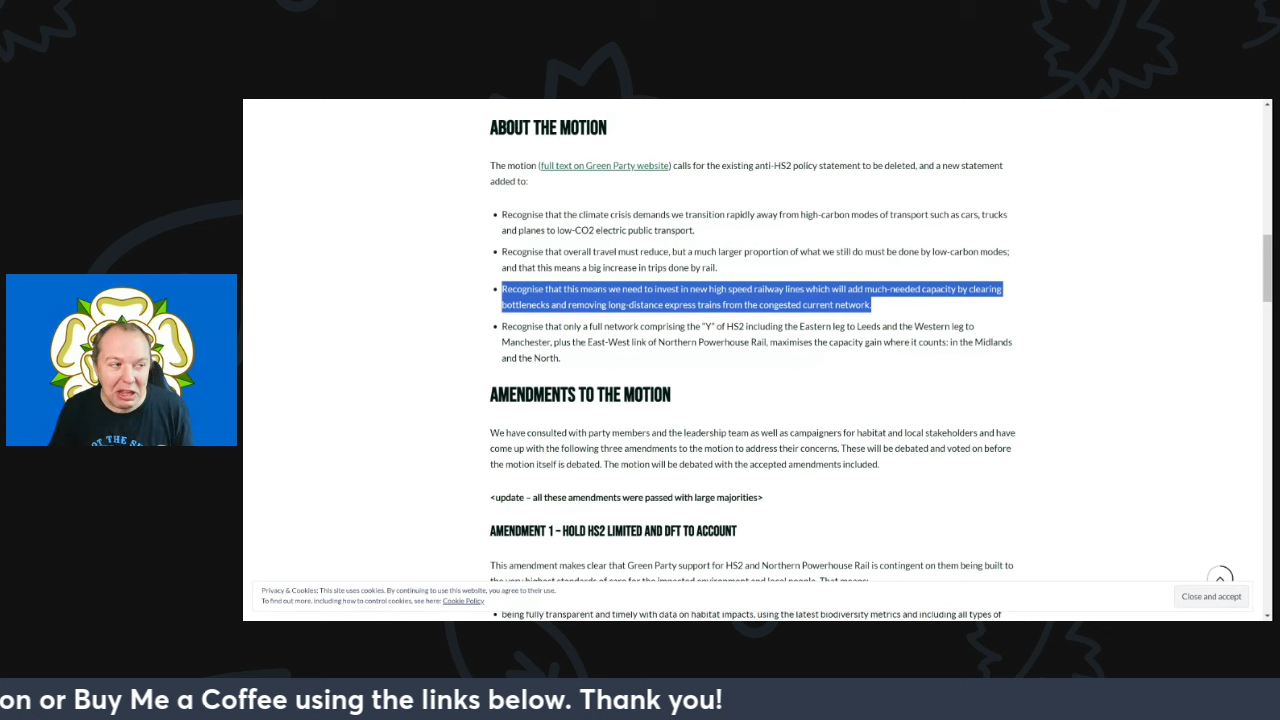 ABOUT THE MOTION
The motion (full text on Green Party website) calls for the existing anti-HS2 policy statement to be deleted, and a new statement
added to:
• Recognise that the climate crisis demands we transition rapidly away from high-carbon modes of transport such as cars, trucks
and planes to low-CO2 electric public transport.
• Recognise that overall travel must reduce, but a much larger proportion of what we still do must be done by low-carbon modes;
and that this means a big increase in trips done by rail.
• Recognise that this means we need to invest in new high speed railway lines which will add much-needed capacity by clearing
bottlenecks and removing long-distance express trains from the congested current network.
• Recognise that only a full network comprising the “Y” of HS2 including the Eastern leg to Leeds and the Western leg to
Manchester, plus the East-West link of Northern Powerhouse Rail, maximises the capacity gain where it counts: in the Midlands
and the North.
AMENDMENTS TO THE MOTION
We have consulted with party members and the leadership team as well as campaigners for habitat and local stakeholders and have
come up with the following three amendments to the motion to address their concerns. These will be debated and voted on before
the motion itself is debated. The motion will be debated with the accepted amendments included.
<update – all these amendments were passed with large majorities>
AMENDMENT 1 – HOLD HS2 LIMITED AND DFT TO ACCOUNT
This amendment makes clear that Green Party support for HS2 and Northern Powerhouse Rail is contingent on them being built to
the very highest standards of care for the impacted environment and local people. That means:
Privacy & Cookies: This site uses cookies. By continuing to use this website, you agree to their use.
To find out more, including how to control cookies, see here: Cookie Policy
Close and accept
being fully transparent and timely with data on habitat impacts, using the latest biodiversity metrics and including all types of
OT THE
on or Buy Me a Coffee using the links below. Thank you!